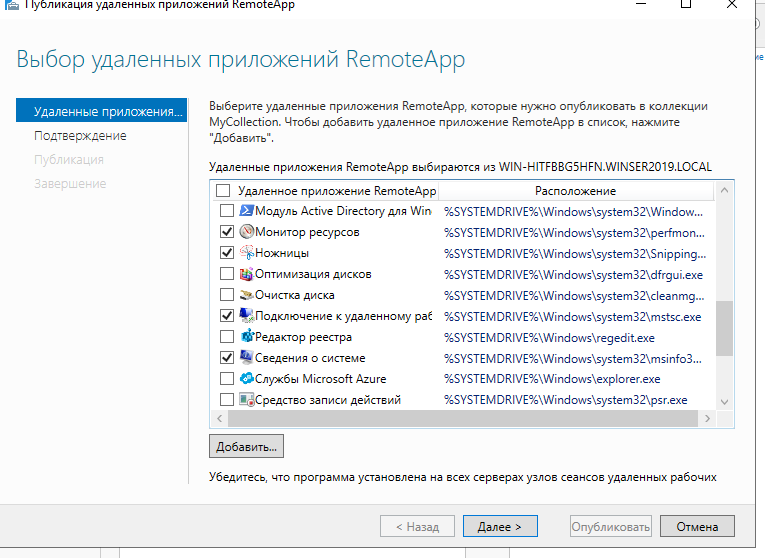 Публикация удаленных приложений RemoteApp
Выбор удаленных приложений RemoteApp
Удаленные приложения...
Подтверждение
Публикация
Завершение
Выберите удаленные приложения RemoteApp, которые нужно опубликовать в коллекции
MyCollection. Чтобы добавить удаленное приложение RemoteApp в список, нажмите
"Добавить".
Удаленные приложения RemoteApp выбираются из WIN-HITFBBG5HFN.WINSER2019.LOCAL
Удаленное приложение RemoteApp Расположение
Модуль Active Directory для Win %SYSTEMDRIVE%\Windows\system32\Window...
Монитор ресурсов %SYSTEMDRIVE%\Windows\system32\perfmon...
Ножницы %SYSTEMDRIVE%\Windows\system32\Snipping...
Оптимизация дисков %SYSTEMDRIVE%\Windows\system32\dfrgui.exe
Очистка диска %SYSTEMDRIVE%\Windows\system32\cleanmg...
Подключение к удаленному раб %SYSTEMDRIVE%\Windows\system32\mstsc.exe
Редактор реестра %SYSTEMDRIVE%\Windows\regedit.exe
Сведения о системе %SYSTEMDRIVE%\Windows\system32\msinfo3...
Службы Microsoft Azure %SYSTEMDRIVE%\Windows\explorer.exe
Средство записи действий %SYSTEMDRIVE%\Windows\system32\psr.exe
Добавить...
Убедитесь, что программа установлена на всех серверах узлов сеансов удаленных рабочих
< Назад Далее > Опубликовать Отмена